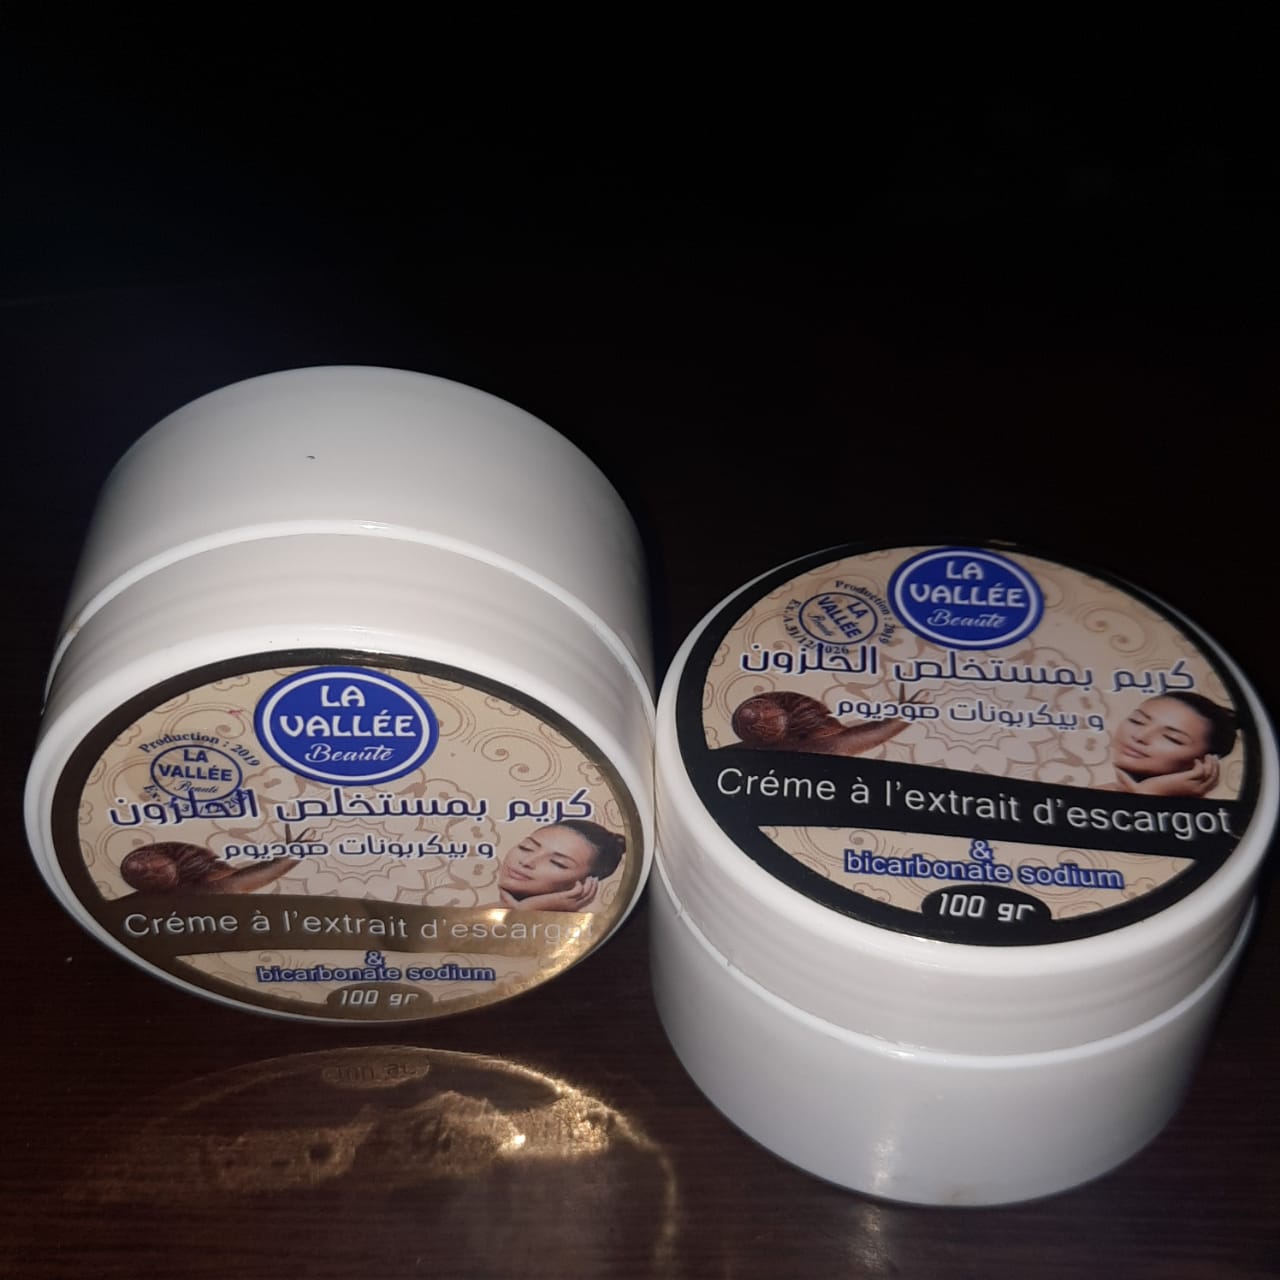 LA
VALLÉE
Beauté
Production : 2019
LA
VALLÉE
Beauté
كريم بمستخلص الحلزون
و بيكربونات صوديوم
Créme à l'extrait d'escargot
&
bicarbonate sodium
100 gr
LA
VALLÉE
Beauté
Production : 2019
LA
VALLÉE
Beauté
كريم بمستخلص الحلزون
و بيكربونات صوديوم
Créme à l'extrait d'escargot
&
bicarbonate sodium
100 gr